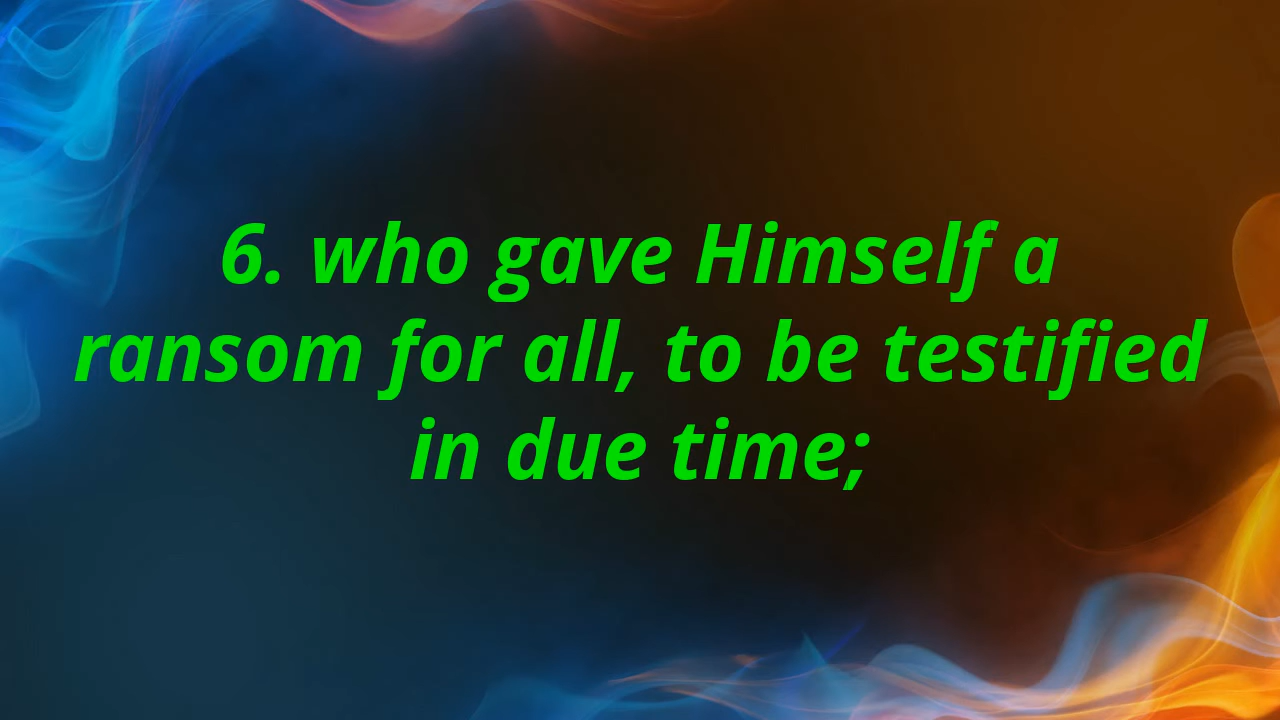 6. who gave Himself a
ransom for all, to be testified
in due time;